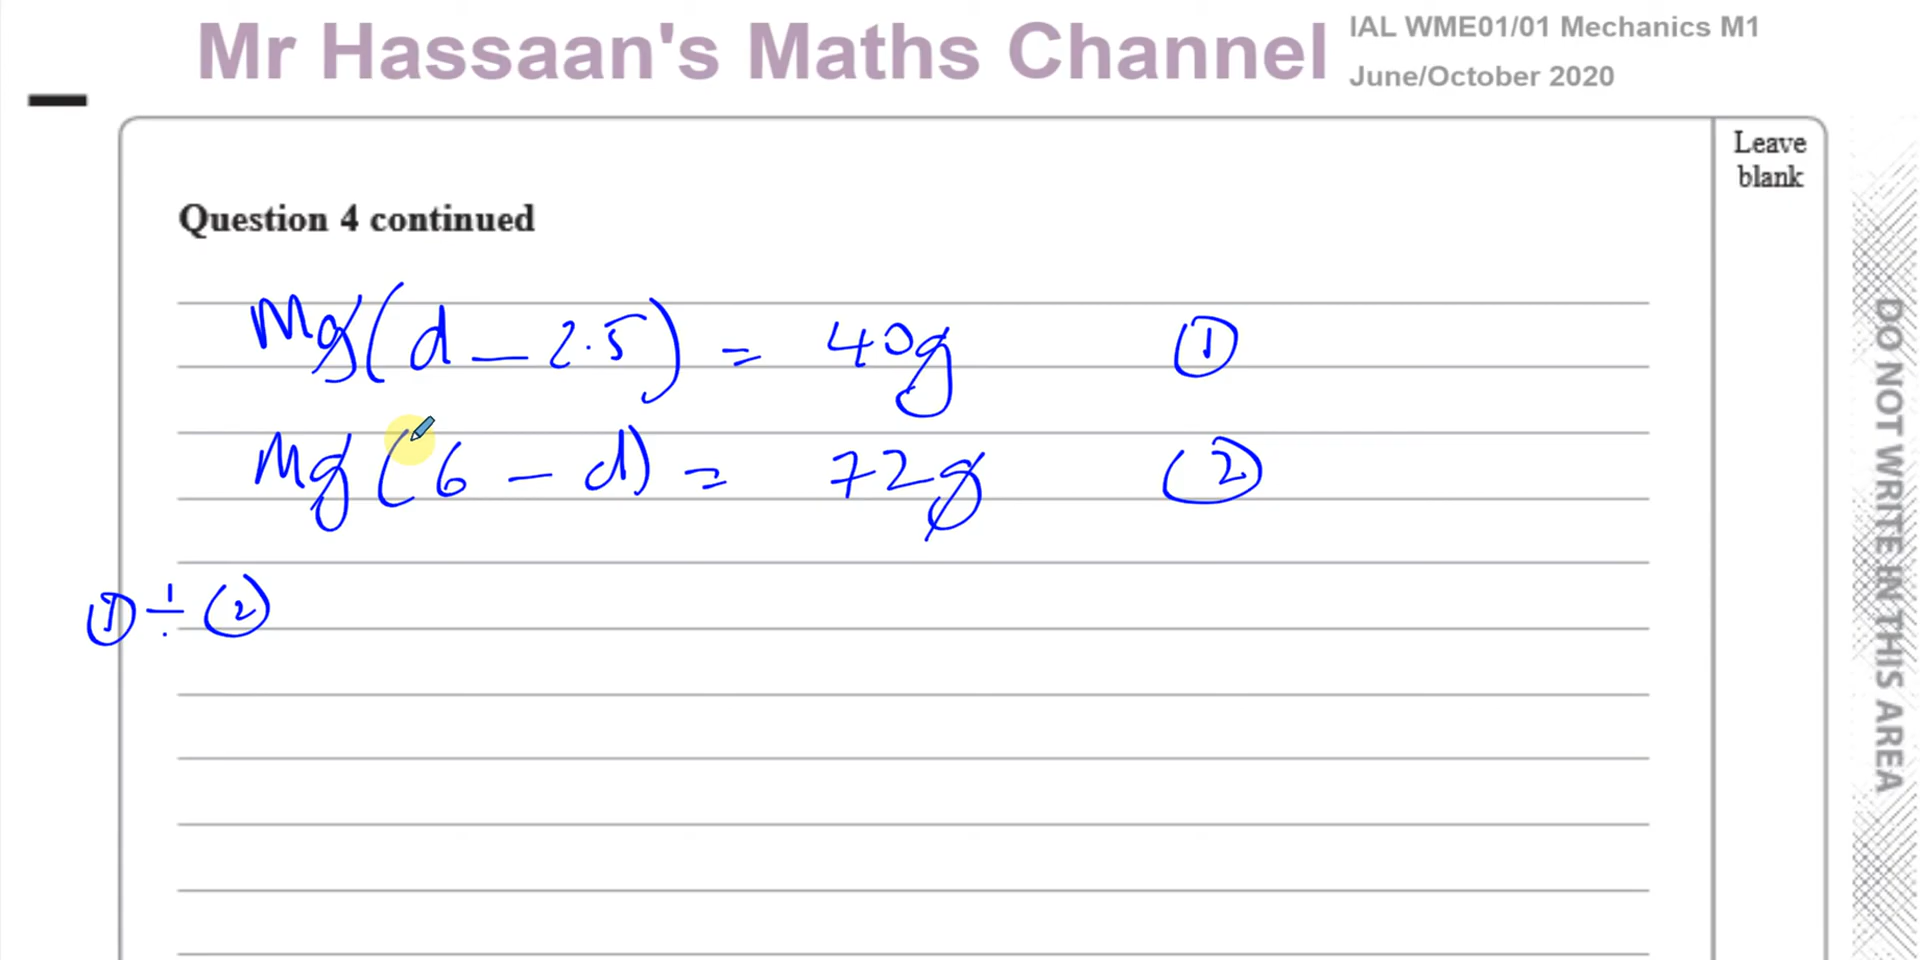 Mr Hassaan's Maths Channel
IAL WME01/01 Mechanics M1
June/October 2020
Leave
blank
Question 4 continued
Mg(d - 2.5) = 40g ①
Mg(6 - d) = 72g ②
① ÷ ②
DO NOT WRITE IN THIS AREA